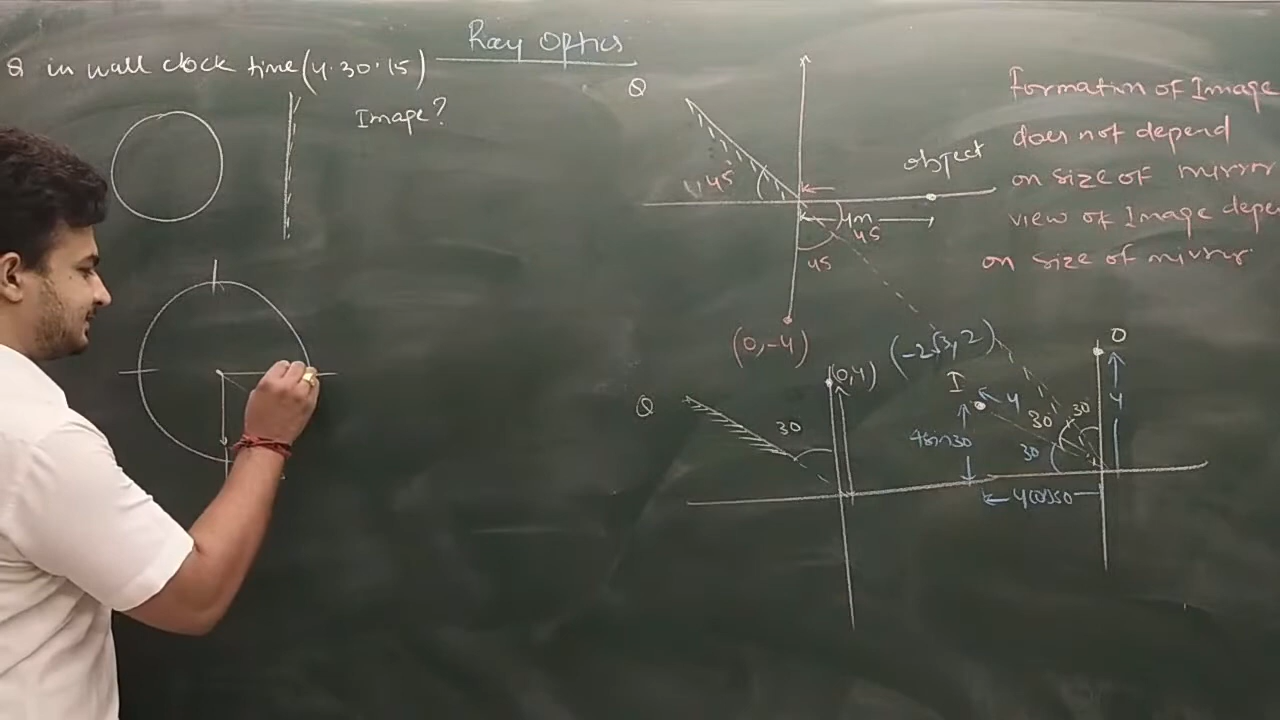 Ray Optics
Q in wall clock time (4.30.15)
Image?
Q
45
object
4m
45
45
(0,-4)
Formation of Image
does not depend
on size of mirror
view of Image depe
on size of mirror
Q
30
(0,4)
(-2√3,2)
I
O
4
30
30
30
4
4sin30
4cos30